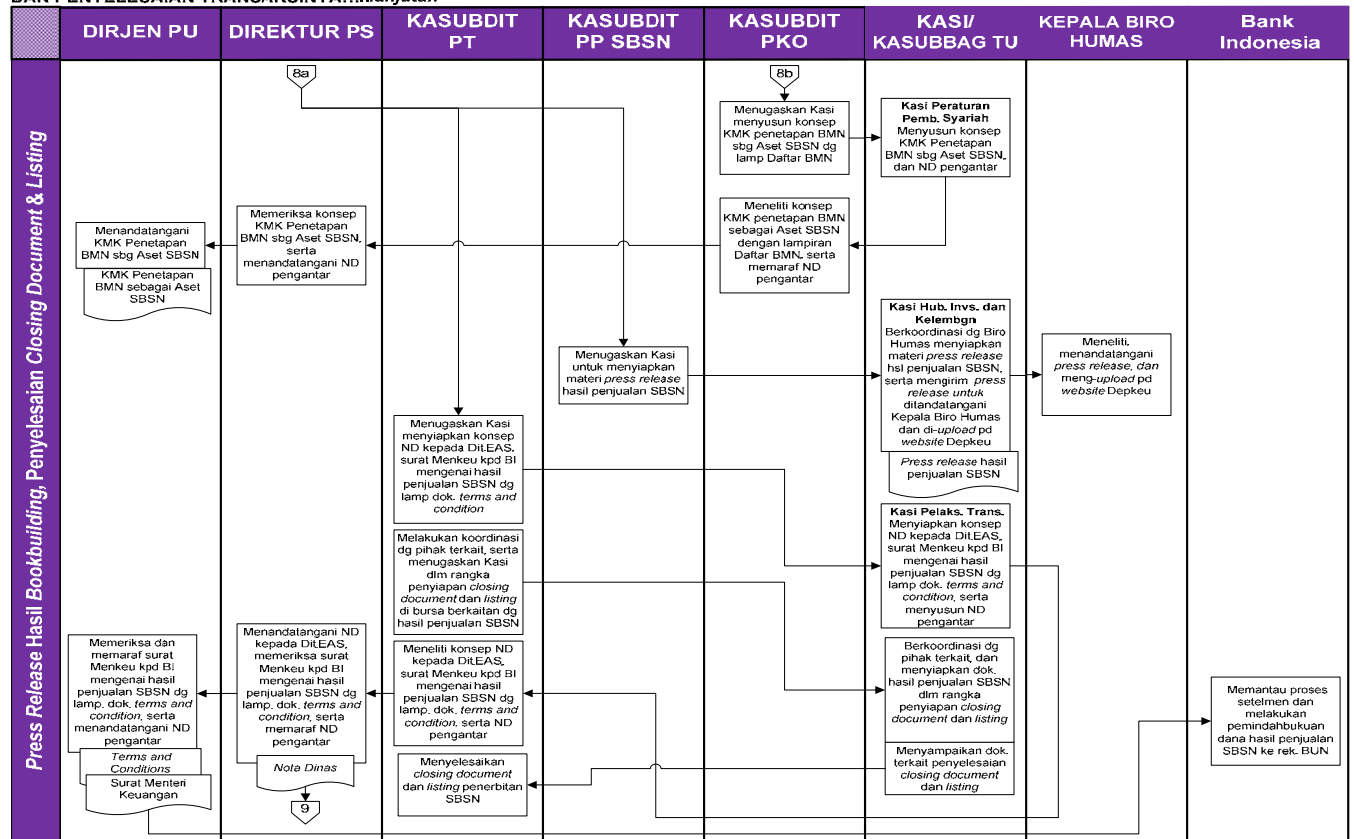 DAN PENYELESAIAN TRANSAKSINYA...lanjutan
DIRJEN PU
DIREKTUR PS
KASUBDIT
PT
KASUBDIT
PP SBSN
KASUBDIT
PKO
KASI/
KASUBBAG TU
KEPALA BIRO
HUMAS
Bank
Indonesia
Press Release Hasil Bookbuilding, Penyelesaian Closing Document & Listing
8a
8b
Menugaskan Kasi
menyusun konsep
KMK penetapan BMN
sbg Aset SBSN dg
lamp Daftar BMN
Kasi Peraturan
Pemb. Syariah
Menyusun konsep
KMK Penetapan
BMN sbg Aset SBSN,
dan ND pengantar
Meneliti konsep
KMK penetapan BMN
sebagai Aset SBSN
dengan lampiran
Daftar BMN, serta
memaraf ND
pengantar
Memeriksa konsep
KMK Penetapan
BMN sbg Aset SBSN,
serta
menandatangani ND
pengantar
Menandatangani
KMK Penetapan
BMN sbg Aset SBSN
KMK Penetapan
BMN sebagai Aset
SBSN
Menugaskan Kasi
untuk menyiapkan
materi press release
hasil penjualan SBSN
Kasi Hub. Invs. dan
Kelembgn
Berkoordinasi dg Biro
Humas menyiapkan
materi press release
hsl penjualan SBSN,
serta mengirim press
release untuk
ditandatangani
Kepala Biro Humas
dan di-upload pd
website Depkeu
Press release hasil
penjualan SBSN
Meneliti,
menandatangani
press release, dan
meng-upload pd
website Depkeu
Menugaskan Kasi
menyiapkan konsep
ND kepada Dit.EAS,
surat Menkeu kpd BI
mengenai hasil
penjualan SBSN dg
lamp dok. terms and
condition
Kasi Pelaks. Trans.
Menyiapkan konsep
ND kepada Dit.EAS,
surat Menkeu kpd BI
mengenai hasil
penjualan SBSN dg
lamp dok. terms and
condition, serta
menyusun ND
pengantar
Melakukan koordinasi
dg pihak terkait, serta
menugaskan Kasi
dlm rangka
penyiapan closing
document dan listing
di bursa berkaitan dg
hasil penjualan SBSN
Berkoordinasi dg
pihak terkait, dan
menyiapkan dok.
hasil penjualan SBSN
dlm rangka
penyiapan closing
document dan listing
Menyampaikan dok.
terkait penyelesaian
closing document
dan listing
Meneliti konsep ND
kepada Dit.EAS,
surat Menkeu kpd BI
mengenai hasil
penjualan SBSN dg
lamp. dok. terms and
condition, serta ND
pengantar
Menyelesaikan
closing document
dan listing penerbitan
SBSN
Menandatangani ND
kepada Dit.EAS,
memeriksa surat
Menkeu kpd BI
mengenai hasil
penjualan SBSN dg
lamp. dok. terms and
condition, serta
memaraf ND
pengantar
Nota Dinas
9
Memeriksa dan
memaraf surat
Menkeu kpd BI
mengenai hasil
penjualan SBSN dg
lamp. dok. terms and
condition, serta
menandatangani ND
pengantar
Terms and
Conditions
Surat Menteri
Keuangan
Memantau proses
setelmen dan
melakukan
pemindahbukuan
dana hasil penjualan
SBSN ke rek. BUN